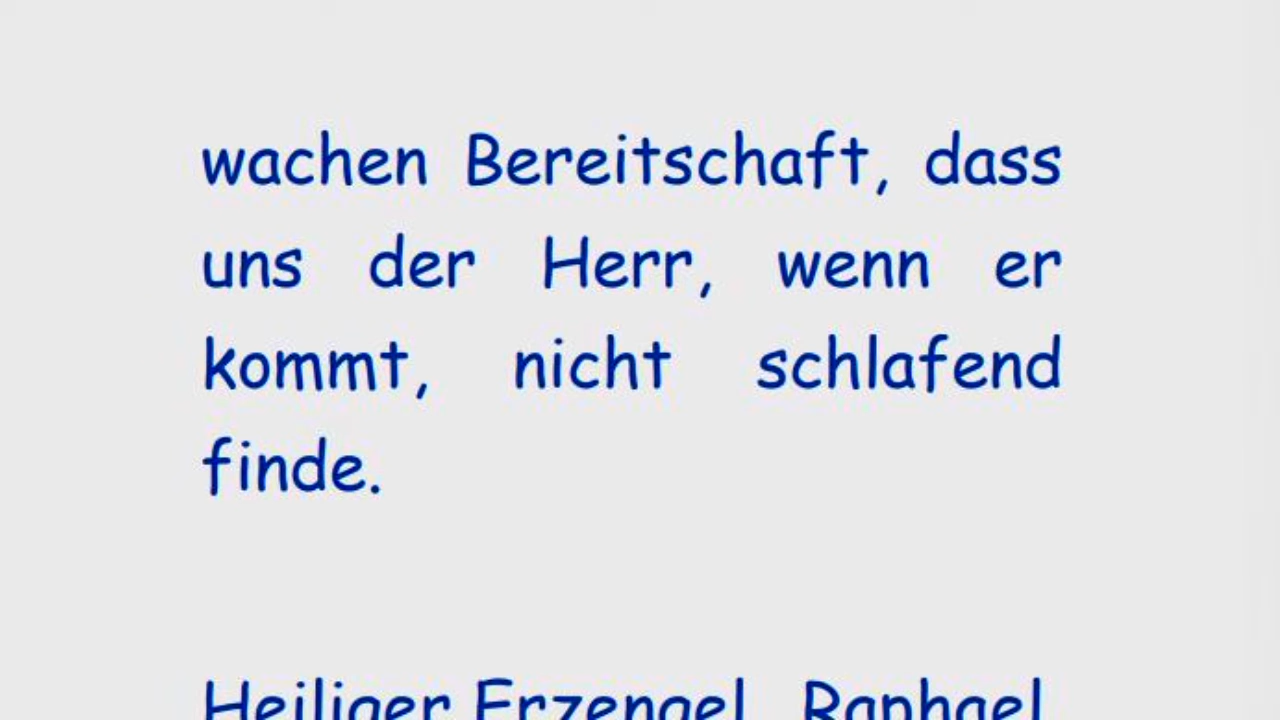 wachen Bereitschaft, dass
uns der Herr, wenn er
kommt, nicht schlafend
finde.
Heiliger Erzengel Raphael